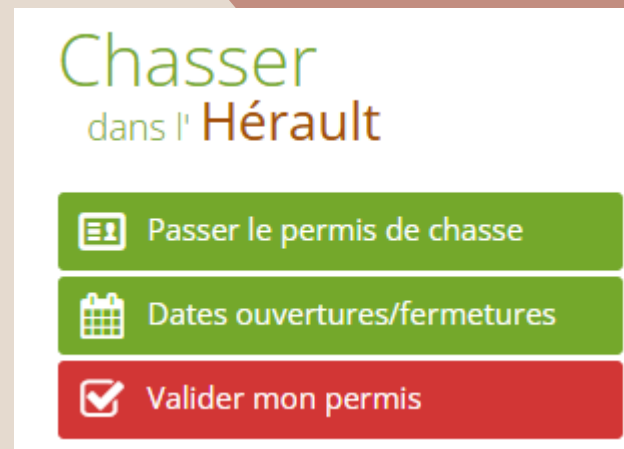 Chasser
dans l' Hérault
Passer le permis de chasse
Dates ouvertures/fermetures
Valider mon permis